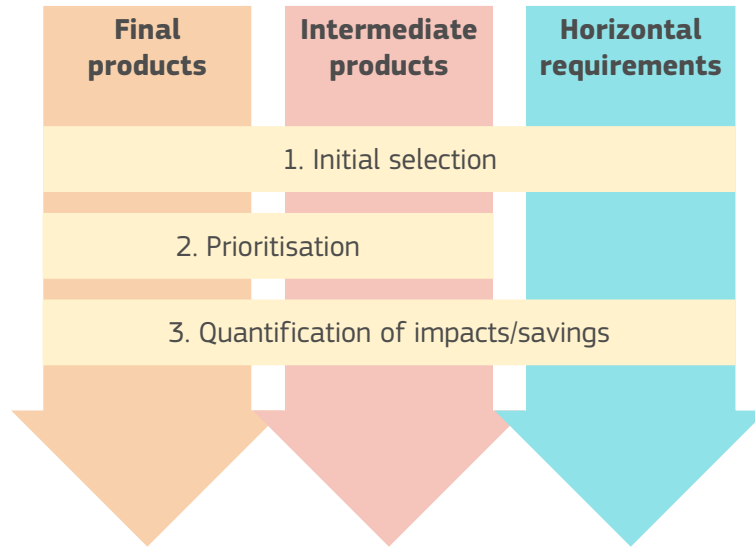 Final
products
Intermediate
products
Horizontal
requirements
1. Initial selection
2. Prioritisation
3. Quantification of impacts/savings